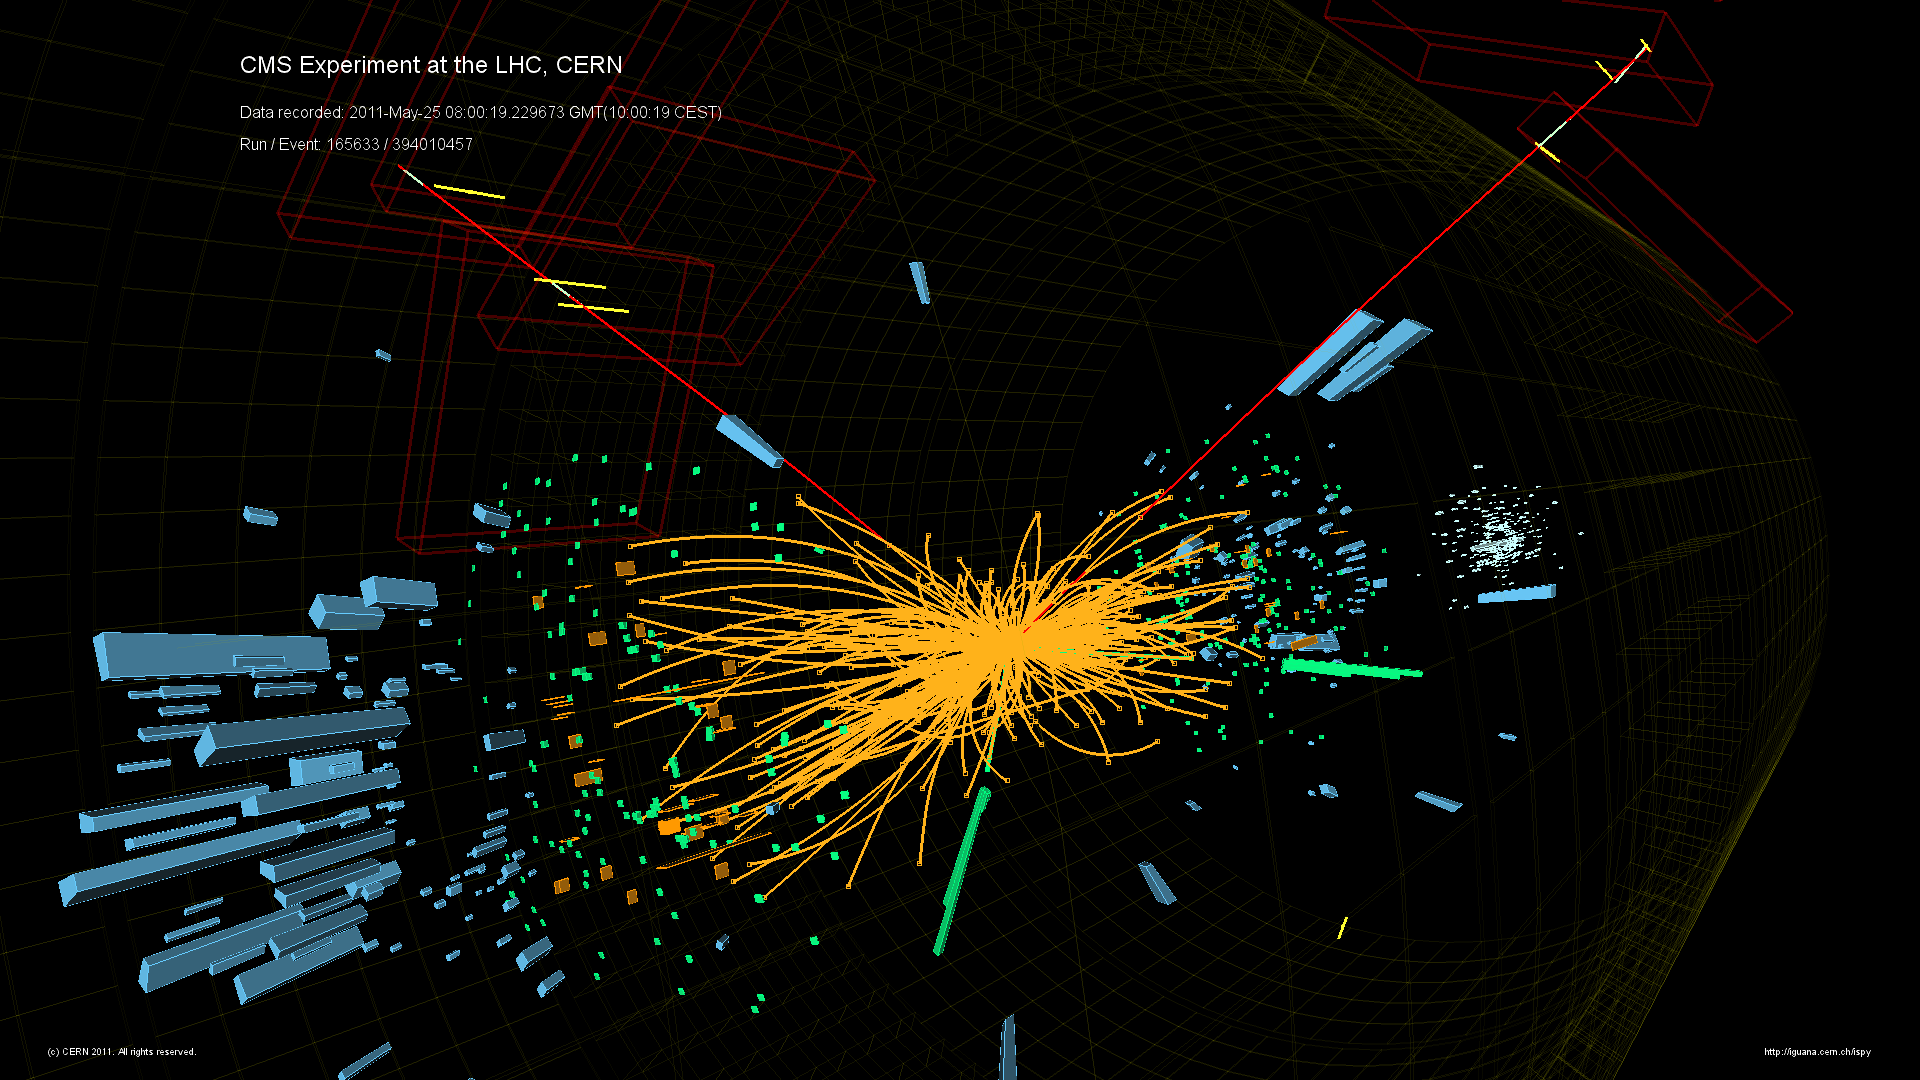 CMS Experiment at the LHC, CERN
Data recorded: 2011-May-25 08:00:19.229673 GMT(10:00:19 CEST)
Run / Event: 165633 / 394010457
(c) CERN 2011. All rights reserved.
http://iguana.cern.ch/ispy